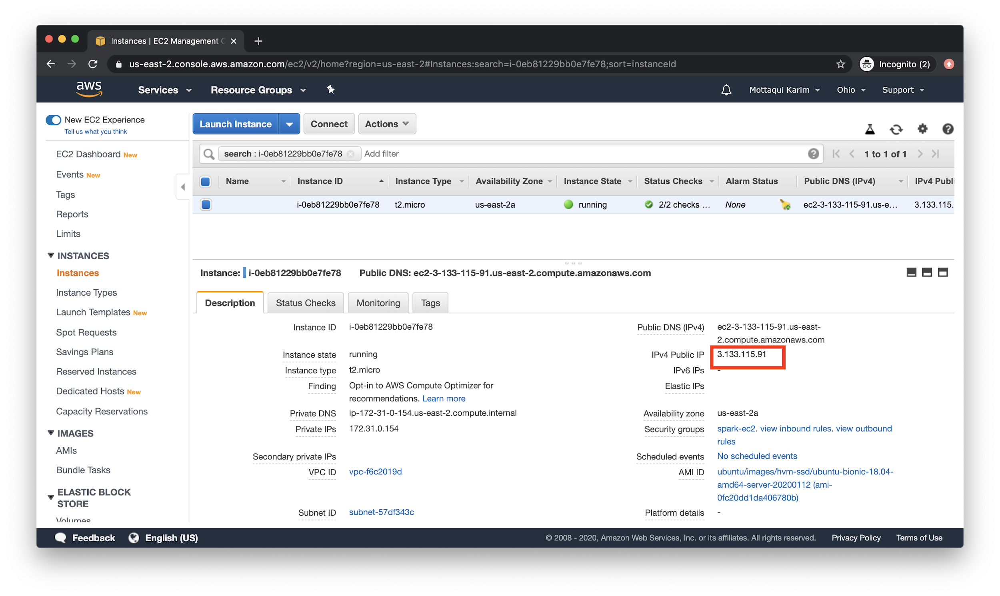 Instances | EC2 Management C
us-east-2.console.aws.amazon.com/ec2/v2/home?region=us-east-2#Instances:search=i-0eb81229bb0e7fe78;sort=instanceId
Incognito (2)
aws
Services
Resource Groups
Mottaqui Karim
Ohio
Support
New EC2 Experience
Tell us what you think
EC2 Dashboard New
Events New
Tags
Reports
Limits
INSTANCES
Instances
Instance Types
Launch Templates New
Spot Requests
Savings Plans
Reserved Instances
Dedicated Hosts New
Capacity Reservations
IMAGES
AMIs
Bundle Tasks
ELASTIC BLOCK
STORE
Volumes
Launch Instance
Connect
Actions
search : i-0eb81229bb0e7fe78
Add filter
1 to 1 of 1
Name
Instance ID
Instance Type
Availability Zone
Instance State
Status Checks
Alarm Status
Public DNS (IPv4)
IPv4 Publi
i-0eb81229bb0e7fe78
t2.micro
us-east-2a
running
2/2 checks ...
None
ec2-3-133-115-91.us-e...
3.133.115.
Instance: i-0eb81229bb0e7fe78
Public DNS: ec2-3-133-115-91.us-east-2.compute.amazonaws.com
Description
Status Checks
Monitoring
Tags
Instance ID i-0eb81229bb0e7fe78
Instance state running
Instance type t2.micro
Finding Opt-in to AWS Compute Optimizer for
recommendations. Learn more
Private DNS ip-172-31-0-154.us-east-2.compute.internal
Private IPs 172.31.0.154
Secondary private IPs
VPC ID vpc-f6c2019d
Subnet ID subnet-57df343c
Public DNS (IPv4) ec2-3-133-115-91.us-east-
2.compute.amazonaws.com
IPv4 Public IP 3.133.115.91
IPv6 IPs -
Elastic IPs
Availability zone us-east-2a
Security groups spark-ec2. view inbound rules. view outbound
rules
Scheduled events No scheduled events
AMI ID ubuntu/images/hvm-ssd/ubuntu-bionic-18.04-
amd64-server-20200112 (ami-
0fc20dd1da406780b)
Platform details -
Feedback
English (US)
© 2008 - 2020, Amazon Web Services, Inc. or its affiliates. All rights reserved.
Privacy Policy
Terms of Use